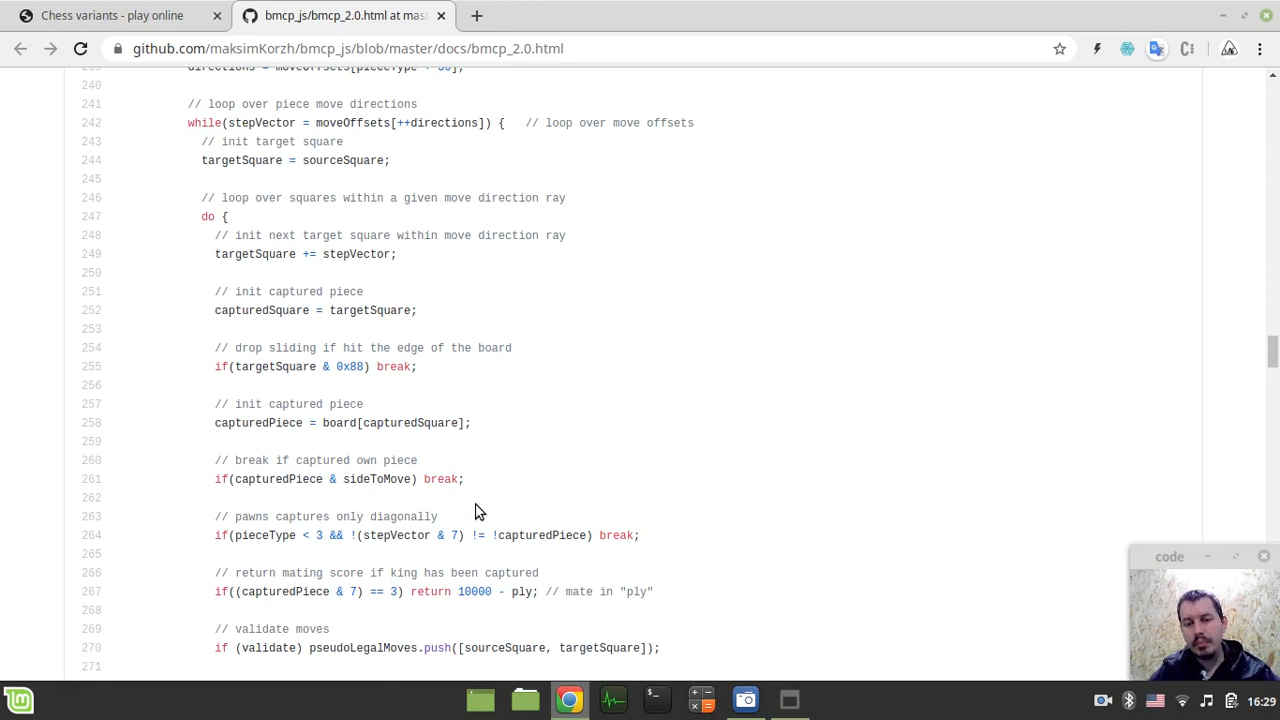 Chess variants - play online
bmcp_js/bmcp_2.0.html at mas
github.com/maksimKorzh/bmcp_js/blob/master/docs/bmcp_2.0.html
240
241 // loop over piece move directions
242 while(stepVector = moveOffsets[++directions]) { // loop over move offsets
243 // init target square
244 targetSquare = sourceSquare;
245
246 // loop over squares within a given move direction ray
247 do {
248 // init next target square within move direction ray
249 targetSquare += stepVector;
250
251 // init captured piece
252 capturedSquare = targetSquare;
253
254 // drop sliding if hit the edge of the board
255 if(targetSquare & 0x88) break;
256
257 // init captured piece
258 capturedPiece = board[capturedSquare];
259
260 // break if captured own piece
261 if(capturedPiece & sideToMove) break;
262
263 // pawns captures only diagonally
264 if(pieceType < 3 && !(stepVector & 7) != !capturedPiece) break;
265
266 // return mating score if king has been captured
267 if((capturedPiece & 7) == 3) return 10000 - ply; // mate in "ply"
268
269 // validate moves
270 if (validate) pseudoLegalMoves.push([sourceSquare, targetSquare]);
271
code
16:29